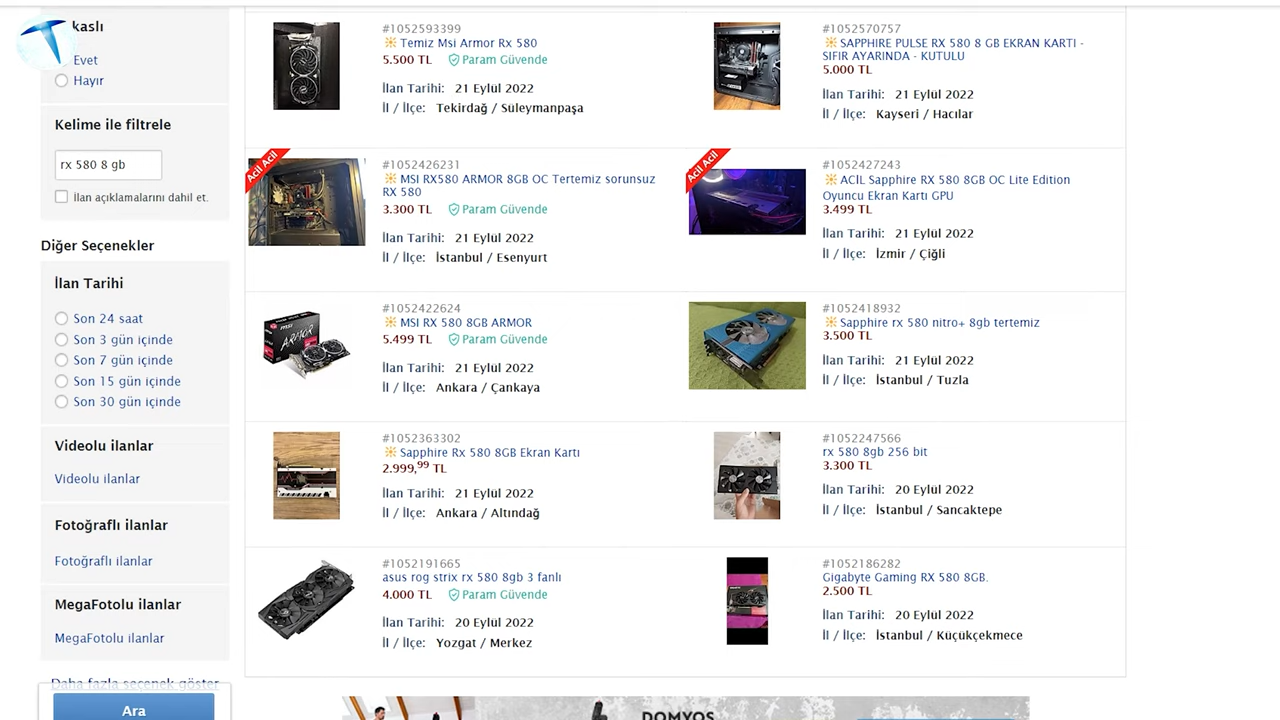 kaslı
Evet
Hayır
Kelime ile filtrele
rx 580 8 gb
İlan açıklamalarını dahil et.
Diğer Seçenekler
İlan Tarihi
Son 24 saat
Son 3 gün içinde
Son 7 gün içinde
Son 15 gün içinde
Son 30 gün içinde
Videolu ilanlar
Videolu ilanlar
Fotoğraflı ilanlar
Fotoğraflı ilanlar
MegaFotolu ilanlar
MegaFotolu ilanlar
Daha fazla seçenek göster
Ara
#1052593399
Temiz Msi Armor Rx 580
5.500 TL Param Güvende
İlan Tarihi: 21 Eylül 2022
İl / İlçe: Tekirdağ / Süleymanpaşa
#1052570757
SAPPHIRE PULSE RX 580 8 GB EKRAN KARTI -
SIFIR AYARINDA - KUTULU
5.000 TL
İlan Tarihi: 21 Eylül 2022
İl / İlçe: Kayseri / Hacılar
Acil Acil
#1052426231
MSI RX580 ARMOR 8GB OC Tertemiz sorunsuz
RX 580
3.300 TL Param Güvende
İlan Tarihi: 21 Eylül 2022
İl / İlçe: İstanbul / Esenyurt
Acil Acil
#1052427243
ACİL Sapphire RX 580 8GB OC Lite Edition
Oyuncu Ekran Kartı GPU
3.499 TL
İlan Tarihi: 21 Eylül 2022
İl / İlçe: İzmir / Çiğli
#1052422624
MSI RX 580 8GB ARMOR
5.499 TL Param Güvende
İlan Tarihi: 21 Eylül 2022
İl / İlçe: Ankara / Çankaya
msi
ARMOR
#1052418932
Sapphire rx 580 nitro+ 8gb tertemiz
3.500 TL
İlan Tarihi: 21 Eylül 2022
İl / İlçe: İstanbul / Tuzla
#1052363302
Sapphire Rx 580 8GB Ekran Kartı
2.999,99 TL
İlan Tarihi: 21 Eylül 2022
İl / İlçe: Ankara / Altındağ
#1052247566
rx 580 8gb 256 bit
3.300 TL
İlan Tarihi: 20 Eylül 2022
İl / İlçe: İstanbul / Sancaktepe
#1052191665
asus rog strix rx 580 8gb 3 fanlı
4.000 TL Param Güvende
İlan Tarihi: 20 Eylül 2022
İl / İlçe: Yozgat / Merkez
#1052186282
Gigabyte Gaming RX 580 8GB.
2.500 TL
İlan Tarihi: 20 Eylül 2022
İl / İlçe: İstanbul / Küçükçekmece
DOMYOS